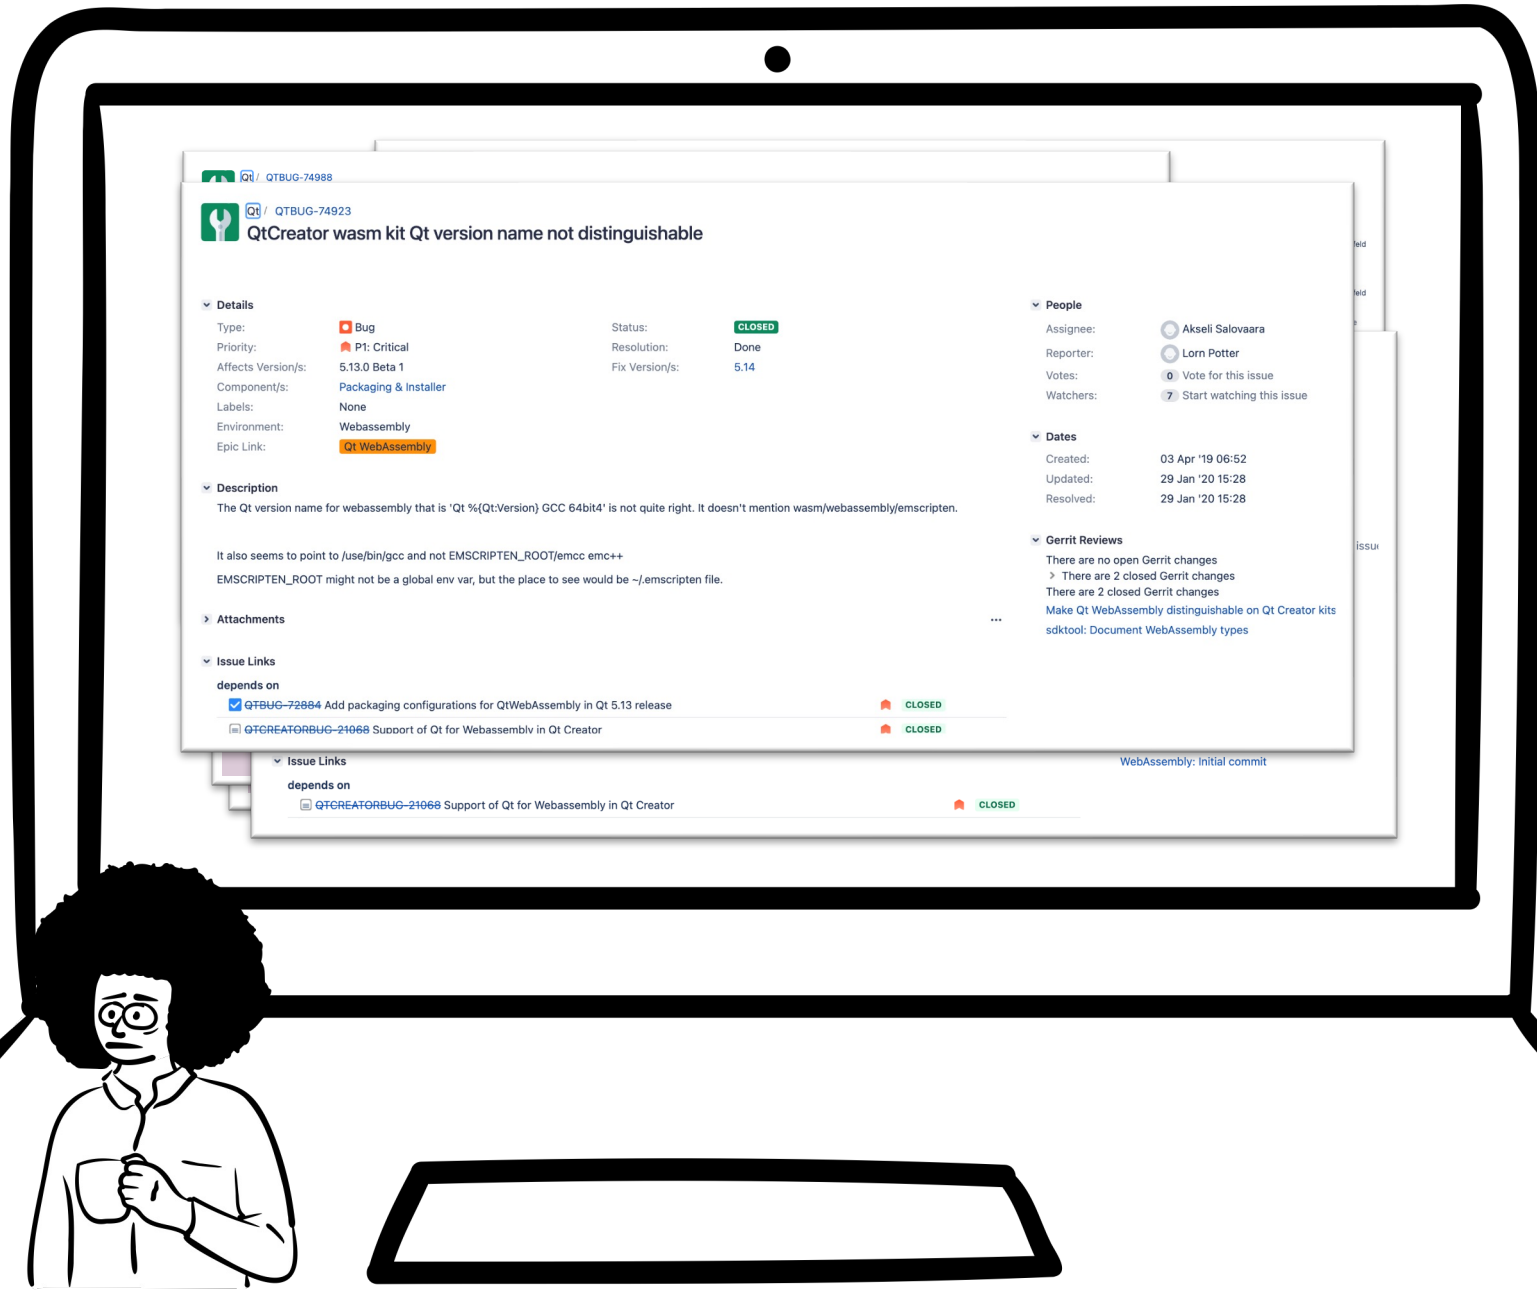 Qt / QTBUG-74988
Qt / QTBUG-74923
QtCreator wasm kit Qt version name not distinguishable
Details
Type: Bug
Priority: P1: Critical
Affects Version/s: 5.13.0 Beta 1
Component/s: Packaging & Installer
Labels: None
Environment: Webassembly
Epic Link: Qt WebAssembly
Status: CLOSED
Resolution: Done
Fix Version/s: 5.14
Description
The Qt version name for webassembly that is 'Qt %{Qt:Version} GCC 64bit4' is not quite right. It doesn't mention wasm/webassembly/emscripten.
It also seems to point to /use/bin/gcc and not EMSCRIPTEN_ROOT/emcc emc++
EMSCRIPTEN_ROOT might not be a global env var, but the place to see would be ~/.emscripten file.
Attachments
...
Issue Links
depends on
QTBUG-72884 Add packaging configurations for QtWebAssembly in Qt 5.13 release CLOSED
QTCREATORBUG-21068 Support of Qt for Webassembly in Qt Creator CLOSED
People
Assignee: Akseli Salovaara
Reporter: Lorn Potter
Votes: 0 Vote for this issue
Watchers: 7 Start watching this issue
Dates
Created: 03 Apr '19 06:52
Updated: 29 Jan '20 15:28
Resolved: 29 Jan '20 15:28
Gerrit Reviews
There are no open Gerrit changes
There are 2 closed Gerrit changes
There are 2 closed Gerrit changes
Make Qt WebAssembly distinguishable on Qt Creator kits
sdktool: Document WebAssembly types
Issue Links
depends on
QTCREATORBUG-21068 Support of Qt for Webassembly in Qt Creator CLOSED
WebAssembly: Initial commit